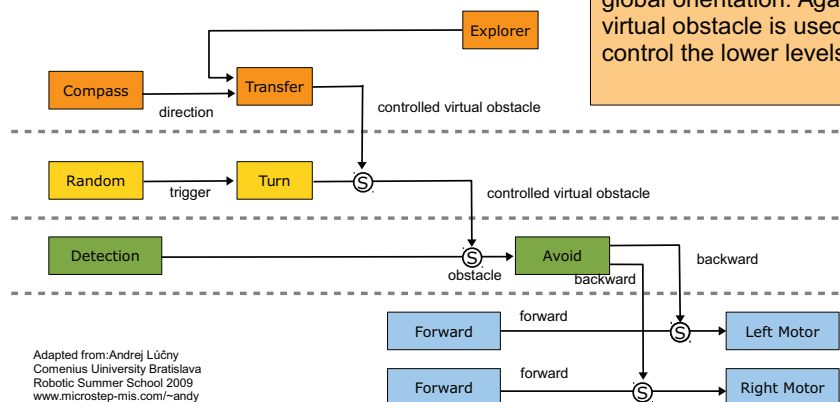 global orientation. Aga
virtual obstacle is used
control the lower levels
Explorer
Compass
Transfer
direction
controlled virtual obstacle
Random
trigger
Turn
S
controlled virtual obstacle
Detection
S
obstacle
Avoid
backward
backward
Forward
forward
S
Left Motor
Forward
forward
S
Right Motor
Adapted from:Andrej Lúčny
Comenius University Bratislava
Robotic Summer School 2009
www.microstep-mis.com/~andy